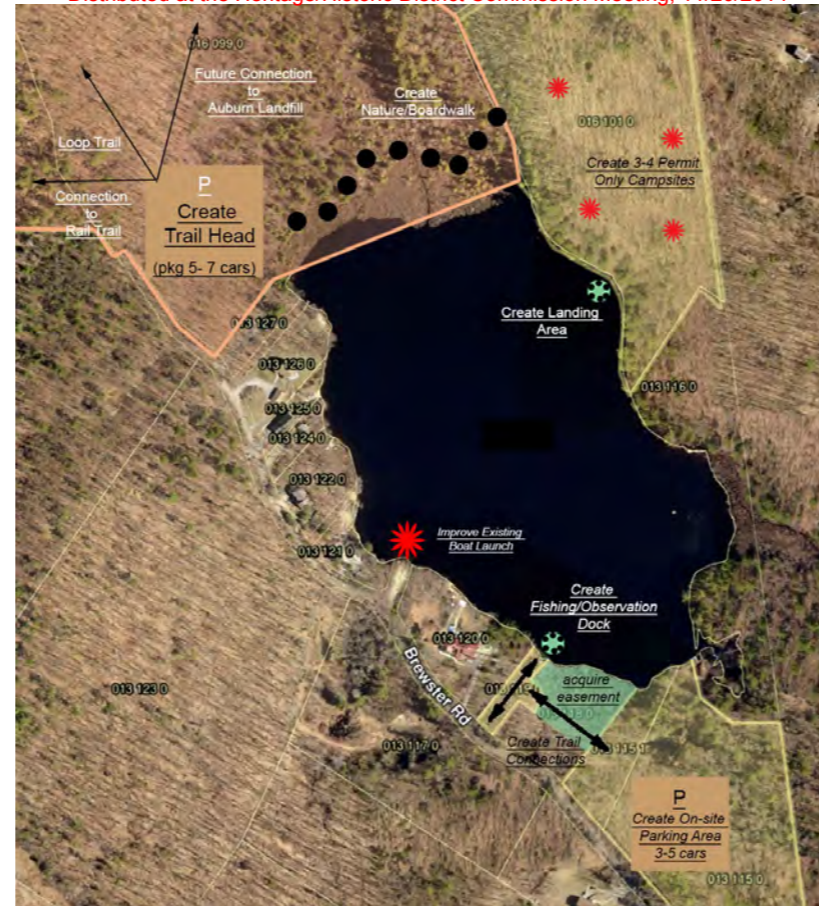 016 099 0
Future Connection
to
Auburn Landfill
Create
Nature/Boardwalk
Loop Trail
Connection
to
Rail Trail
P
Create
Trail Head
(pkg 5- 7 cars)
016 101 0
Create 3-4 Permit
Only Campsites
Create Landing
Area
013 127 0
013 126 0
013 125 0
013 124 0
013 122 0
013 121 0
013 116 0
Improve Existing
Boat Launch
Create
Fishing/Observation
Dock
013 120 0
Brewster Rd
acquire
easement
013 123 0
013 117 0
Create Trail
Connections
P
Create On-site
Parking Area
3-5 cars
013 115 0